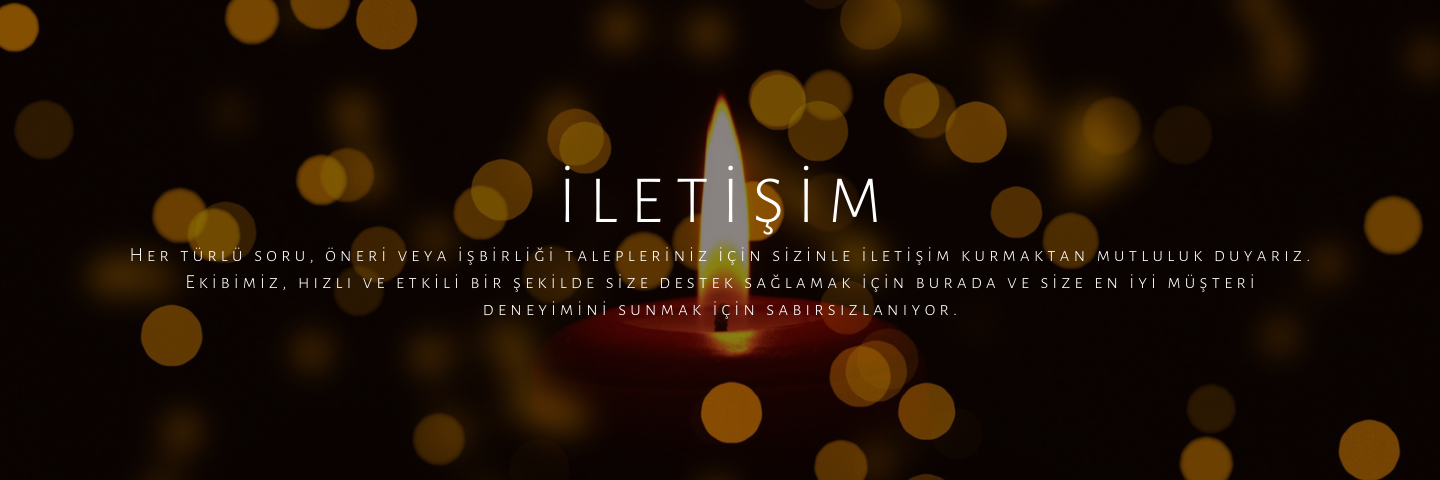 İLETİŞİM
Her türlü soru, öneri veya işbirliği talepleriniz için sizinle iletişim kurmaktan mutluluk duyarız.
Ekibimiz, hızlı ve etkili bir şekilde size destek sağlamak için burada ve size en iyi müşteri
deneyimini sunmak için sabırsızlanıyor.